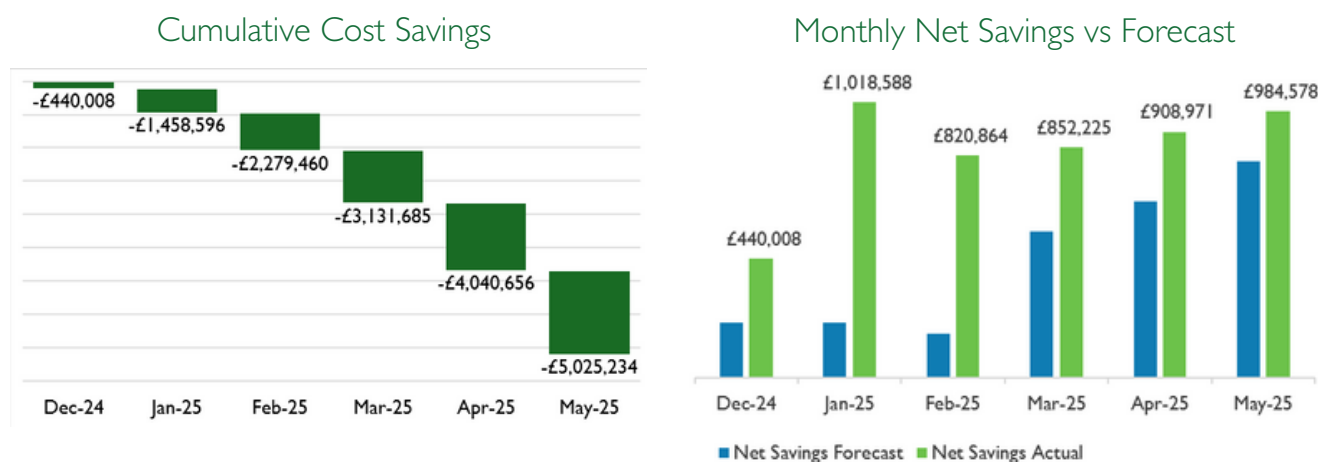 Cumulative Cost Savings
-£440,008
-£1,458,596
-£2,279,460
-£3,131,685
-£4,040,656
-£5,025,234
Dec-24 Jan-25 Feb-25 Mar-25 Apr-25 May-25
Monthly Net Savings vs Forecast
£440,008
£1,018,588
£820,864
£852,225
£908,971
£984,578
Dec-24 Jan-25 Feb-25 Mar-25 Apr-25 May-25
Net Savings Forecast Net Savings Actual